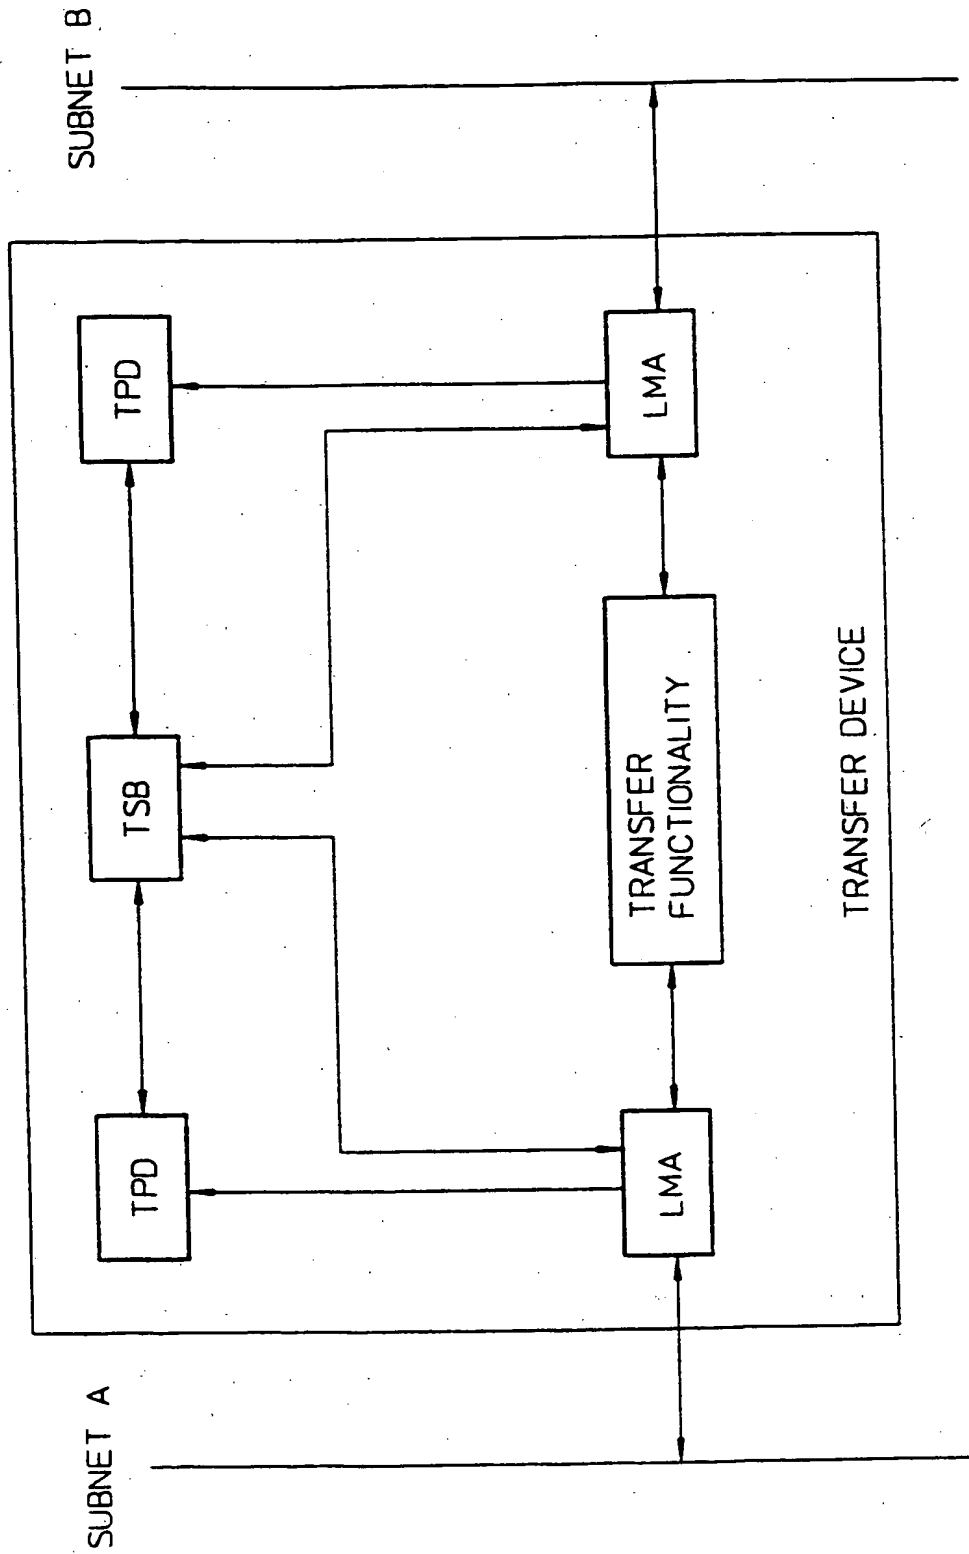 SUBNET A
SUBNET B
TPD
TSB
TPD
LMA
TRANSFER
FUNCTIONALITY
LMA
TRANSFER DEVICE